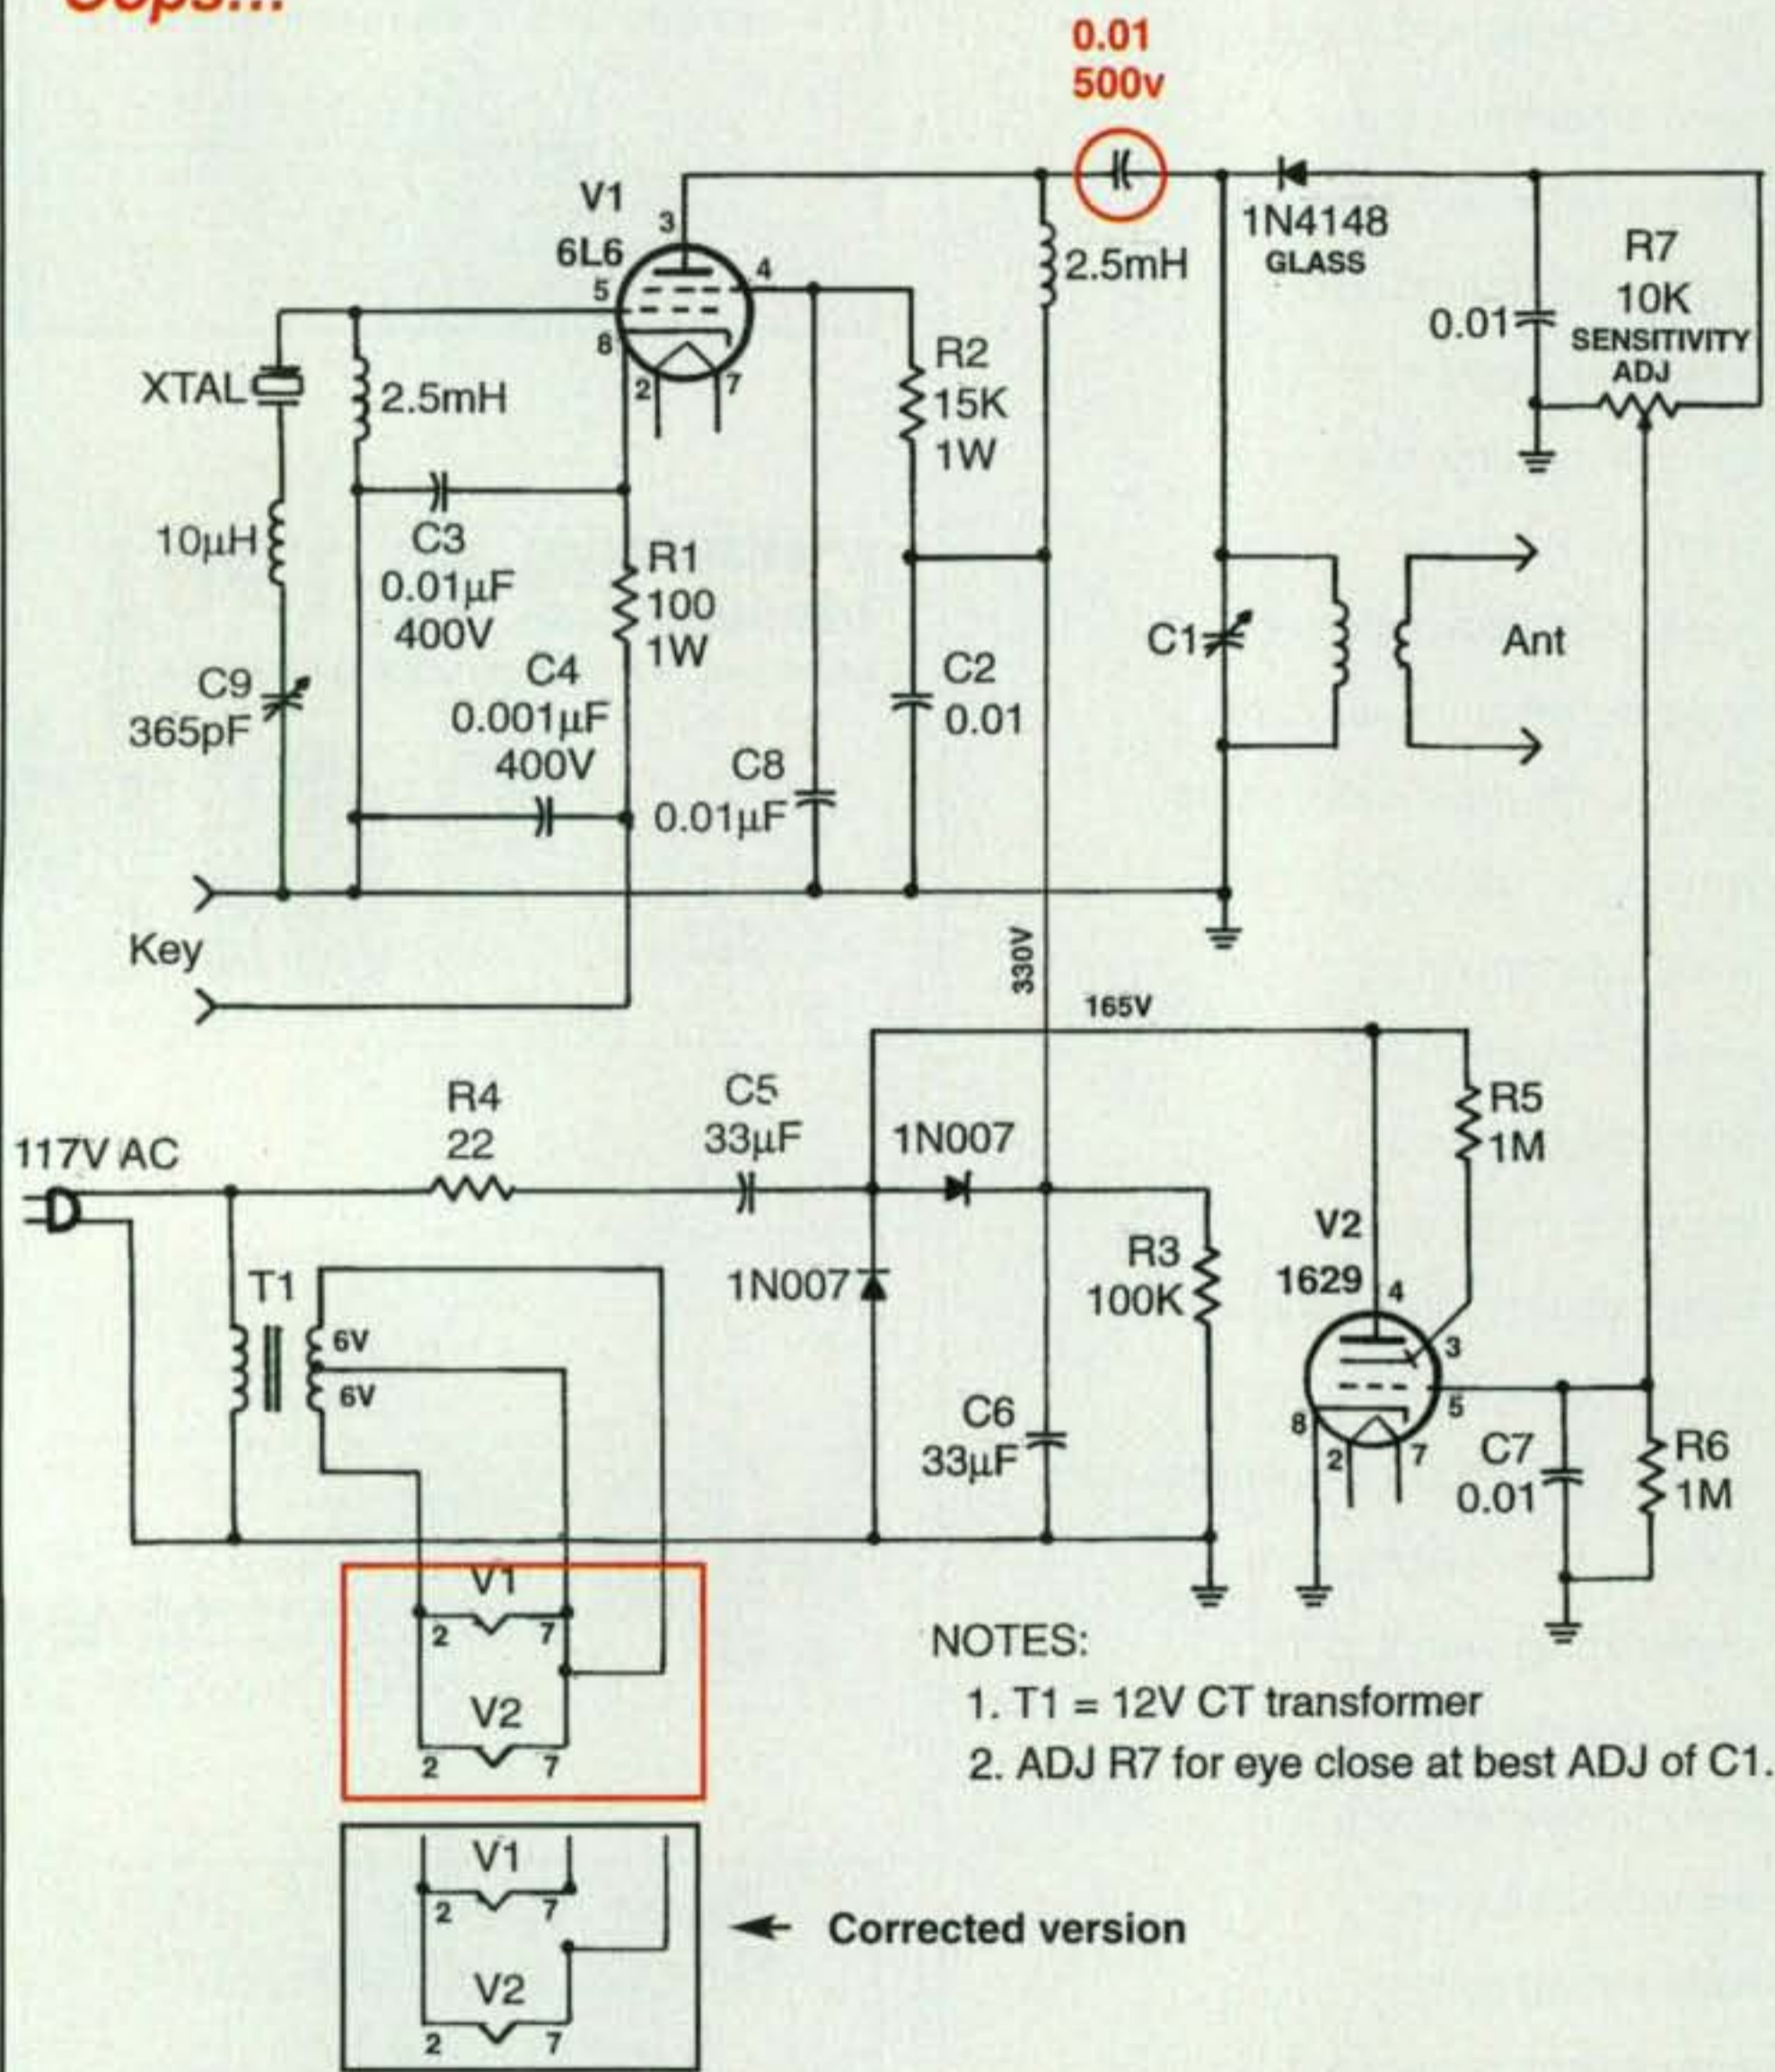 Oops...
0.01
500v
V1
6L6
3
4
5
8
2
7
1N4148
GLASS
2.5mH
R7
10K
SENSITIVITY
ADJ
0.01
XTAL
2.5mH
R2
15K
1W
10µH
C3
0.01µF
400V
R1
100
1W
C1
Ant
C9
365pF
C4
0.001µF
400V
C2
0.01
C8
0.01µF
Key
330V
165V
117V AC
R4
22
C5
33µF
1N007
R5
1M
T1
6V
6V
1N007
R3
100K
V2
1629
4
3
5
8
2
7
C6
33µF
C7
0.01
R6
1M
V1
2 7
V2
2 7
NOTES:
1. T1 = 12V CT transformer
2. ADJ R7 for eye close at best ADJ of C1.
V1
2 7
V2
2 7
Corrected version